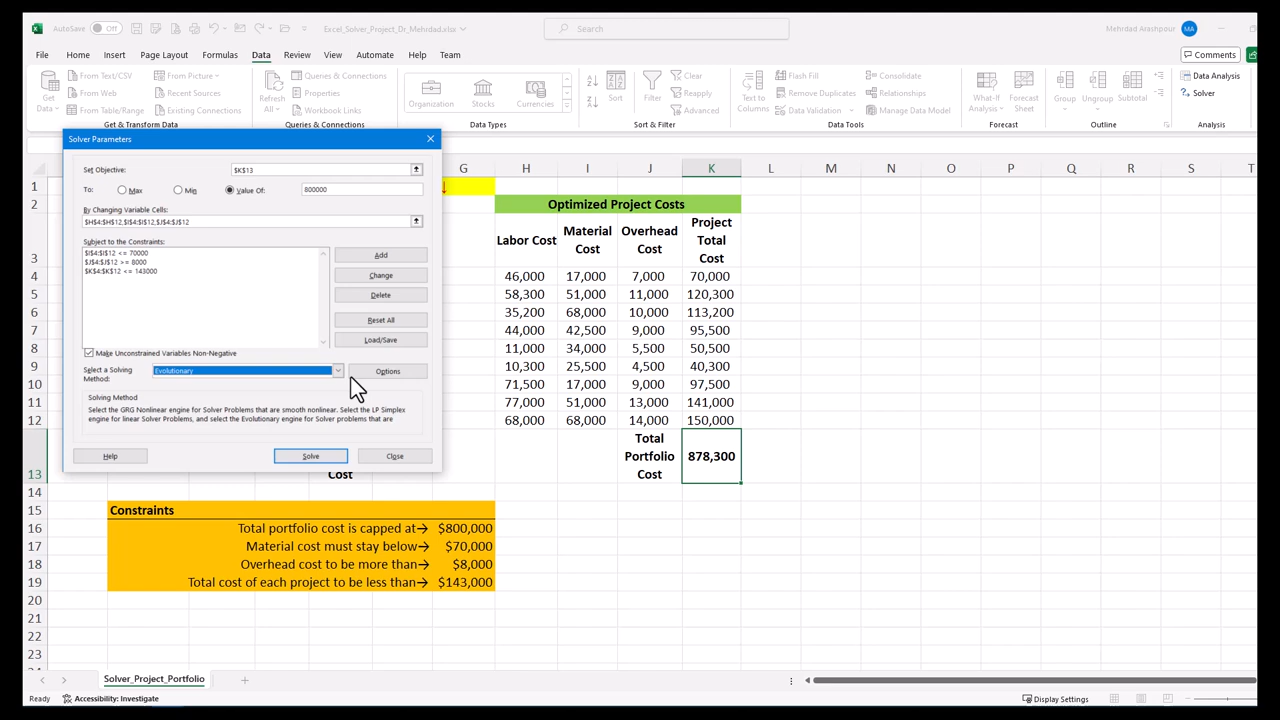 AutoSave Off Excel_Solver_Project_Dr_Mehrdad.xlsx Search Mehrdad Arashpour MA
File Home Insert Page Layout Formulas Data Review View Automate Help Team Comments
Get Data From Text/CSV From Picture Queries & Connections Flash Fill Consolidate Data Analysis
From Web Recent Sources Properties Remove Duplicates Relationships Solver
From Table/Range Existing Connections Workbook Links Data Validation Manage Data Model
Refresh All Organization Stocks Currencies Sort Filter Clear Reapply Advanced Text to Columns What-If Analysis Forecast Sheet Group Ungroup Subtotal
Get & Transform Data Queries & Connections Data Types Sort & Filter Data Tools Forecast Outline Analysis
Solver Parameters
Set Objective: $K$13
To: Max Min Value Of: 800000
By Changing Variable Cells:
$H$4:$H$12,$I$4:$I$12,$J$4:$J$12
Subject to the Constraints:
$I$4:$I$12 <= 70000
$J$4:$J$12 >= 8000
$K$4:$K$12 <= 143000
Add
Change
Delete
Reset All
Load/Save
Make Unconstrained Variables Non-Negative
Select a Solving Method: Evolutionary Options
Solving Method
Select the GRG Nonlinear engine for Solver Problems that are smooth nonlinear. Select the LP Simplex
engine for linear Solver Problems, and select the Evolutionary engine for Solver problems that are
Help Solve Close
G H I J K L M N O P Q R S T
1 ↓
2 Optimized Project Costs
3 Labor Cost Material Cost Overhead Cost Project Total Cost
4 46,000 17,000 7,000 70,000
5 58,300 51,000 11,000 120,300
6 35,200 68,000 10,000 113,200
7 44,000 42,500 9,000 95,500
8 11,000 34,000 5,500 50,500
9 10,300 25,500 4,500 40,300
10 71,500 17,000 9,000 97,500
11 77,000 51,000 13,000 141,000
12 68,000 68,000 14,000 150,000
13 Cost Total Portfolio Cost 878,300
14
15 Constraints
16 Total portfolio cost is capped at→ $800,000
17 Material cost must stay below→ $70,000
18 Overhead cost to be more than→ $8,000
19 Total cost of each project to be less than→ $143,000
20
21
22
23
Solver_Project_Portfolio
Ready Accessibility: Investigate Display Settings